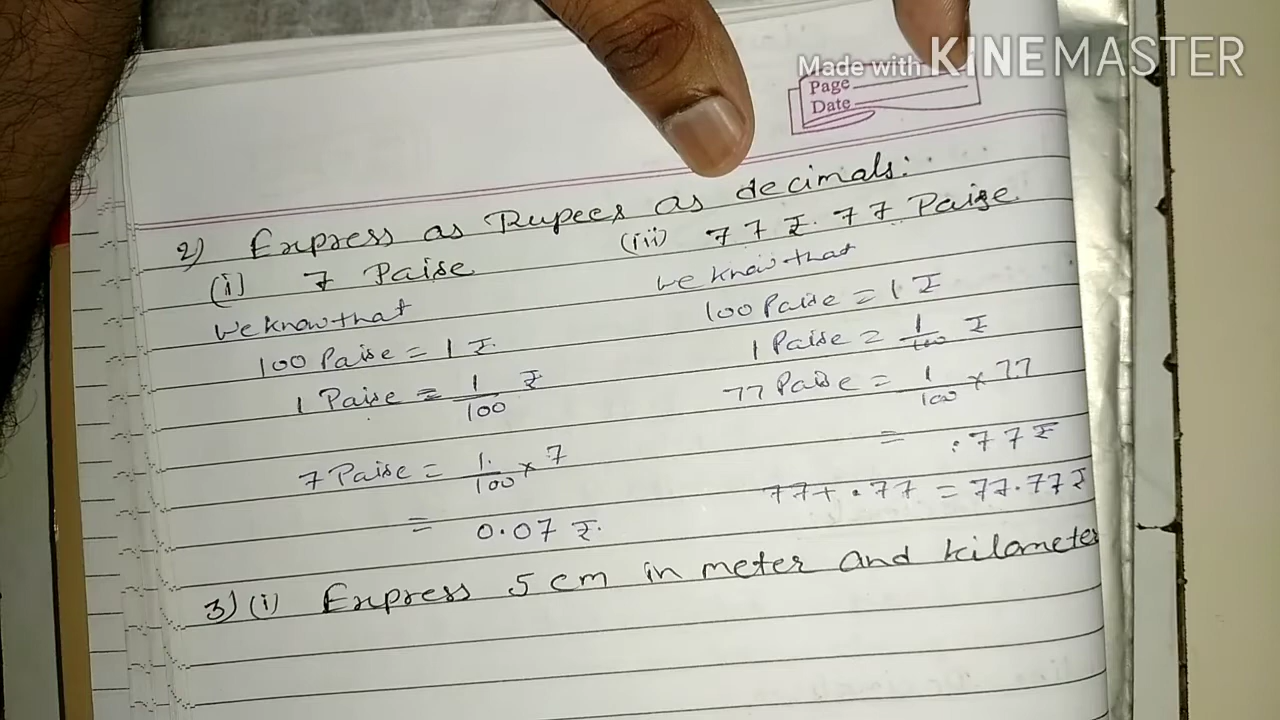 Made with KINEMASTER
Page
Date
2) Express as Rupees as decimals:
(i) 7 Paise
We know that
100 Paise = 1 ₹.
1 Paise = 1/100 ₹
7 Paise = 1/100 × 7
= 0.07 ₹.
(iii) 77 ₹. 77 Paise
we know that
100 Paise = 1 ₹
1 Paise = 1/100 ₹
77 Paise = 1/100 × 77
= .77 ₹
77 + .77 = 77.77 ₹
3) (i) Express 5 cm in meter and kilometer